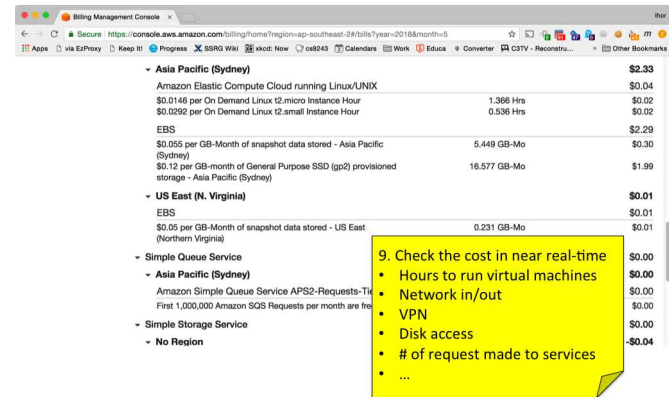 Billing Management Console
Ihor
Secure https://console.aws.amazon.com/billing/home?region=ap-southeast-2#/bills?year=2018&month=5
Apps via EzProxy Keep It! Progress SSRG Wiki xkcd: Now cs9243 Calendars Work Educa Converter C3TV - Reconstru... » Other Bookmarks
Asia Pacific (Sydney) $2.33
Amazon Elastic Compute Cloud running Linux/UNIX $0.04
$0.0146 per On Demand Linux t2.micro Instance Hour 1.366 Hrs $0.02
$0.0292 per On Demand Linux t2.small Instance Hour 0.536 Hrs $0.02
EBS $2.29
$0.055 per GB-Month of snapshot data stored - Asia Pacific 5.449 GB-Mo $0.30
(Sydney)
$0.12 per GB-month of General Purpose SSD (gp2) provisioned 16.577 GB-Mo $1.99
storage - Asia Pacific (Sydney)
US East (N. Virginia) $0.01
EBS $0.01
$0.05 per GB-Month of snapshot data stored - US East 0.231 GB-Mo $0.01
(Northern Virginia)
Simple Queue Service $0.00
Asia Pacific (Sydney) $0.00
Amazon Simple Queue Service APS2-Requests-Tie $0.00
First 1,000,000 Amazon SQS Requests per month are fre $0.00
Simple Storage Service $0.00
No Region -$0.04
9. Check the cost in near real-time
• Hours to run virtual machines
• Network in/out
• VPN
• Disk access
• # of request made to services
• ...